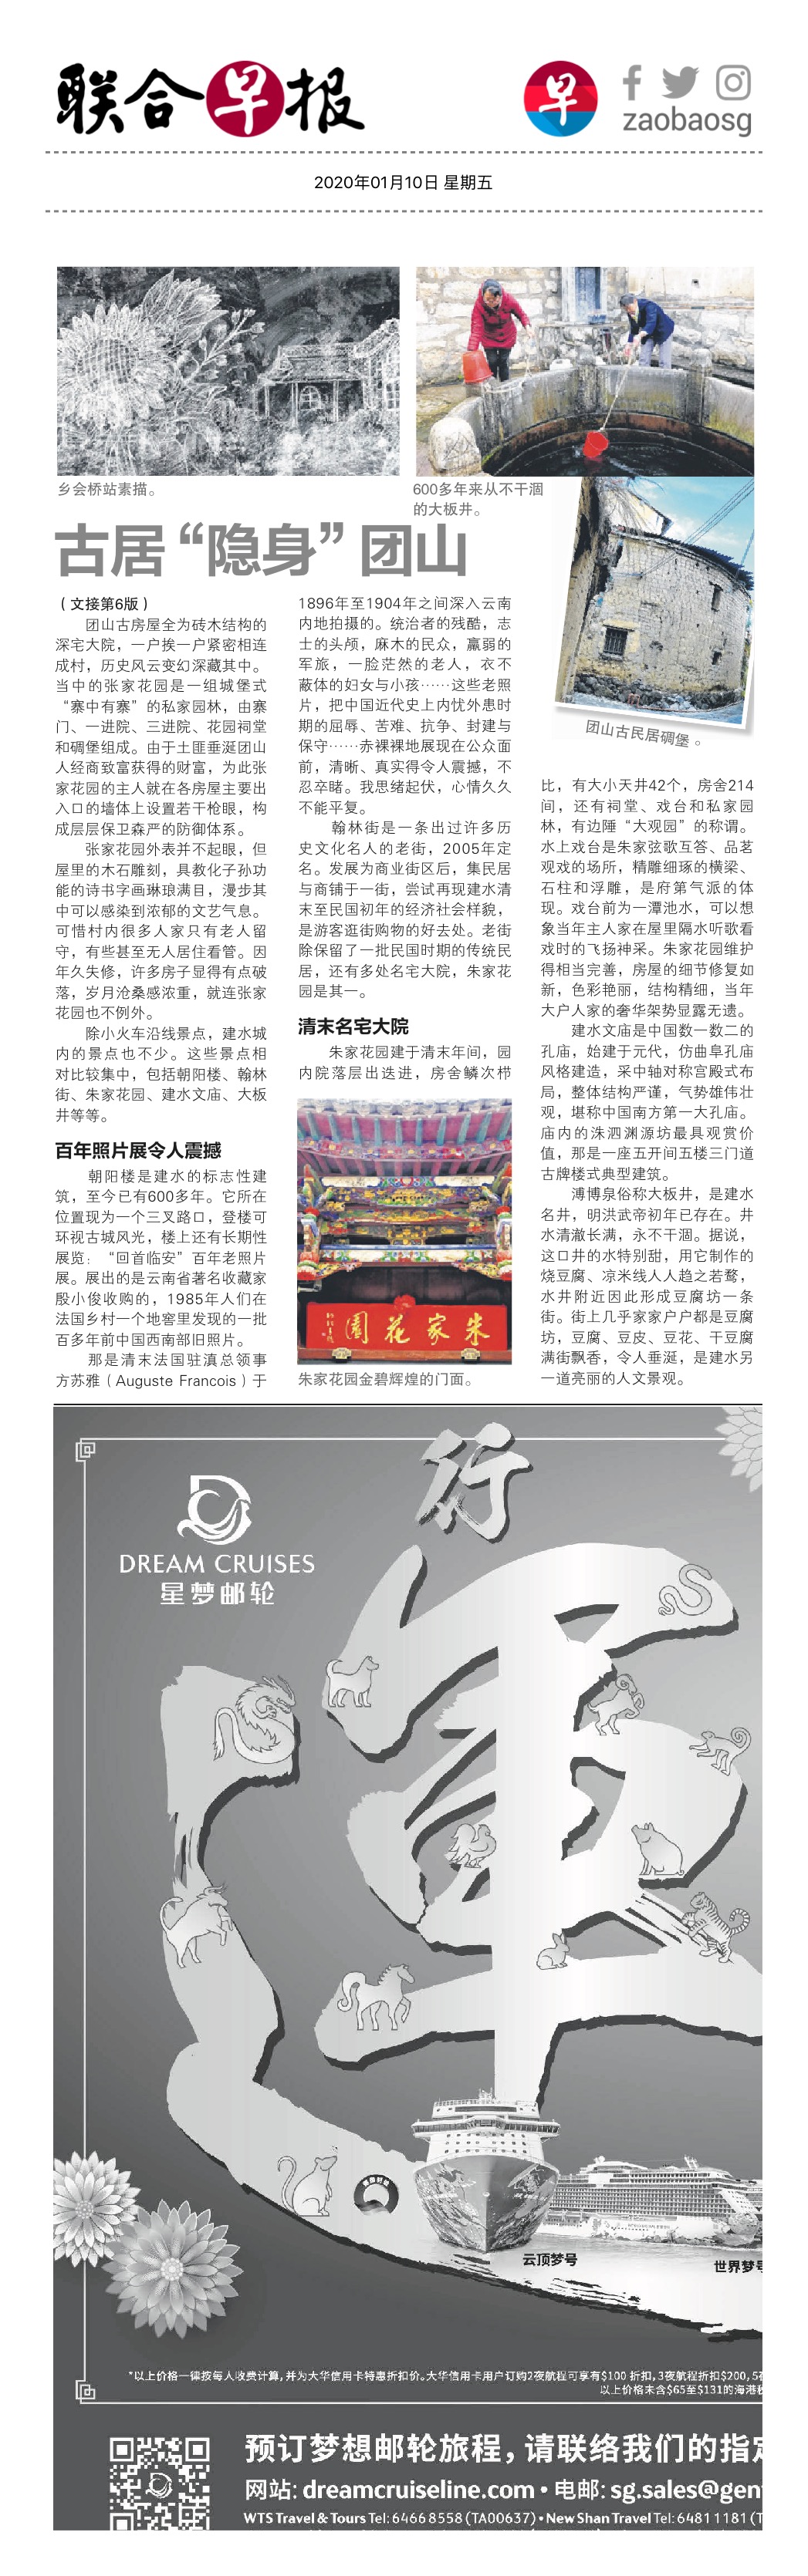 联合早报
早
zaobaosg
2020年01月10日 星期五
乡会桥站素描。
600多年来从不干涸
的大板井。
古居“隐身”团山
团山古民居碉堡 。
（文接第6版）
团山古房屋全为砖木结构的
深宅大院，一户挨一户紧密相连
成村，历史风云变幻深藏其中。
当中的张家花园是一组城堡式
“寨中有寨”的私家园林，由寨
门、一进院、三进院、花园祠堂
和碉堡组成。由于土匪垂涎团山
人经商致富获得的财富，为此张
家花园的主人就在各房屋主要出
入口的墙体上设置若干枪眼，构
成层层保卫森严的防御体系。
张家花园外表并不起眼，但
屋里的木石雕刻，具教化子孙功
能的诗书字画琳琅满目，漫步其
中可以感染到浓郁的文艺气息。
可惜村内很多人家只有老人留
守，有些甚至无人居住看管。因
年久失修，许多房子显得有点破
落，岁月沧桑感浓重，就连张家
花园也不例外。
除小火车沿线景点，建水城
内的景点也不少。这些景点相
对比较集中，包括朝阳楼、翰林
街、朱家花园、建水文庙、大板
井等等。
百年照片展令人震撼
朝阳楼是建水的标志性建
筑，至今已有600多年。它所在
位置现为一个三叉路口，登楼可
环视古城风光，楼上还有长期性
展览：“回首临安”百年老照片
展。展出的是云南省著名收藏家
殷小俊收购的，1985年人们在
法国乡村一个地窖里发现的一批
百多年前中国西南部旧照片。
那是清末法国驻滇总领事
方苏雅（Auguste Francois）于
1896年至1904年之间深入云南
内地拍摄的。统治者的残酷，志
士的头颅，麻木的民众，羸弱的
军旅，一脸茫然的老人，衣不
蔽体的妇女与小孩……这些老照
片，把中国近代史上内忧外患时
期的屈辱、苦难、抗争、封建与
保守……赤裸裸地展现在公众面
前，清晰、真实得令人震撼，不
忍卒睹。我思绪起伏，心情久久
不能平复。
翰林街是一条出过许多历
史文化名人的老街，2005年定
名。发展为商业街区后，集民居
与商铺于一街，尝试再现建水清
末至民国初年的经济社会样貌，
是游客逛街购物的好去处。老街
除保留了一批民国时期的传统民
居，还有多处名宅大院，朱家花
园是其一。
清末名宅大院
朱家花园建于清末年间，园
内院落层出迭进，房舍鳞次栉
園花家朱
朱家花园金碧辉煌的门面。
比，有大小天井42个，房舍214
间，还有祠堂、戏台和私家园
林，有边陲“大观园”的称谓。
水上戏台是朱家弦歌互答、品茗
观戏的场所，精雕细琢的横梁、
石柱和浮雕，是府第气派的体
现。戏台前为一潭池水，可以想
象当年主人家在屋里隔水听歌看
戏时的飞扬神采。朱家花园维护
得相当完善，房屋的细节修复如
新，色彩艳丽，结构精细，当年
大户人家的奢华架势显露无遗。
建水文庙是中国数一数二的
孔庙，始建于元代，仿曲阜孔庙
风格建造，采中轴对称宫殿式布
局，整体结构严谨，气势雄伟壮
观，堪称中国南方第一大孔庙。
庙内的洙泗渊源坊最具观赏价
值，那是一座五开间五楼三门道
古牌楼式典型建筑。
溥博泉俗称大板井，是建水
名井，明洪武帝初年已存在。井
水清澈长满，永不干涸。据说，
这口井的水特别甜，用它制作的
烧豆腐、凉米线人人趋之若鹜，
水井附近因此形成豆腐坊一条
街。街上几乎家家户户都是豆腐
坊，豆腐、豆皮、豆花、干豆腐
满街飘香，令人垂涎，是建水另
一道亮丽的人文景观。
行
DREAM CRUISES
星梦邮轮
运
云顶梦号
世界梦号
*以上价格一律按每人收费计算，并为大华信用卡特惠折扣价。大华信用卡用户订购2夜航程可享有$100 折扣，3夜航程折扣$200，5
以上价格未含$65至$131的海港
预订梦想邮轮旅程，请联络我们的指定
网站: dreamcruiseline.com • 电邮: sg.sales@gen
WTS Travel & Tours Tel: 6466 8558 (TA00637) • New Shan Travel Tel: 6481 1181 (T